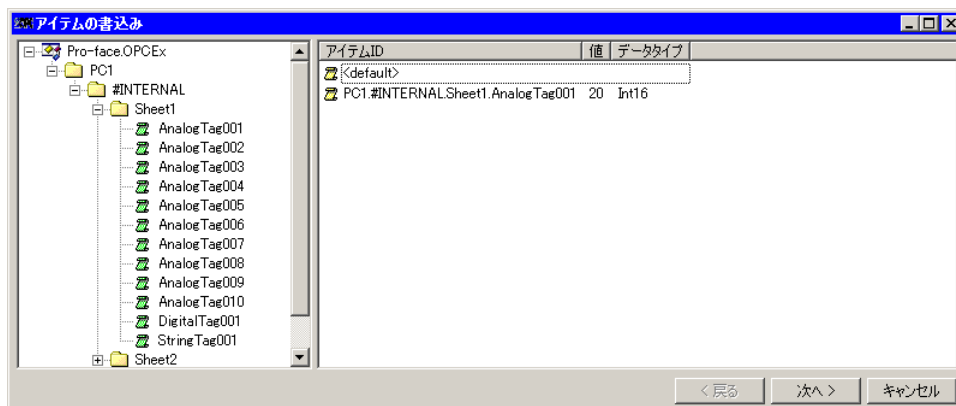 アイテムの書込み
Pro-face.OPCEx
PC1
#INTERNAL
Sheet1
AnalogTag001
AnalogTag002
AnalogTag003
AnalogTag004
AnalogTag005
AnalogTag006
AnalogTag007
AnalogTag008
AnalogTag009
AnalogTag010
DigitalTag001
StringTag001
Sheet2
アイテムID 値 データタイプ
<default>
PC1.#INTERNAL.Sheet1.AnalogTag001 20 Int16
< 戻る 次へ > キャンセル